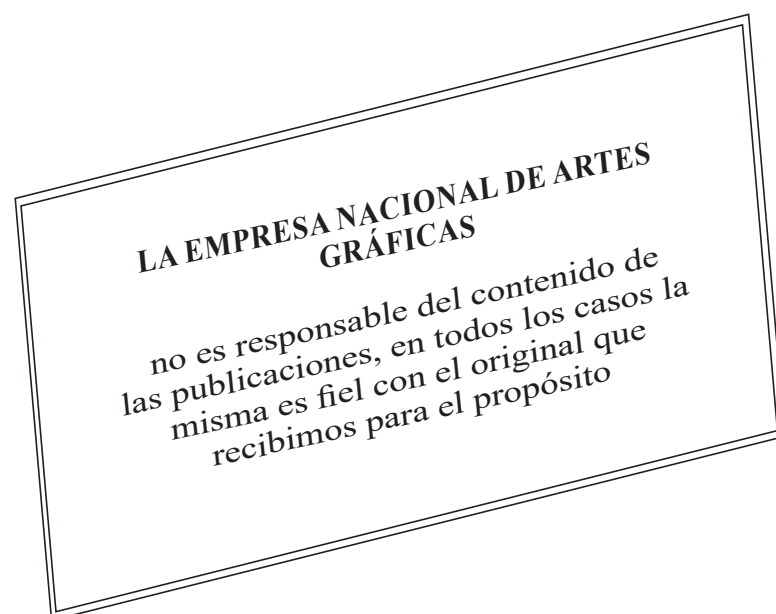 LA EMPRESA NACIONAL DE ARTES
GRÁFICAS
no es responsable del contenido de
las publicaciones, en todos los casos la
misma es fiel con el original que
recibimos para el propósito